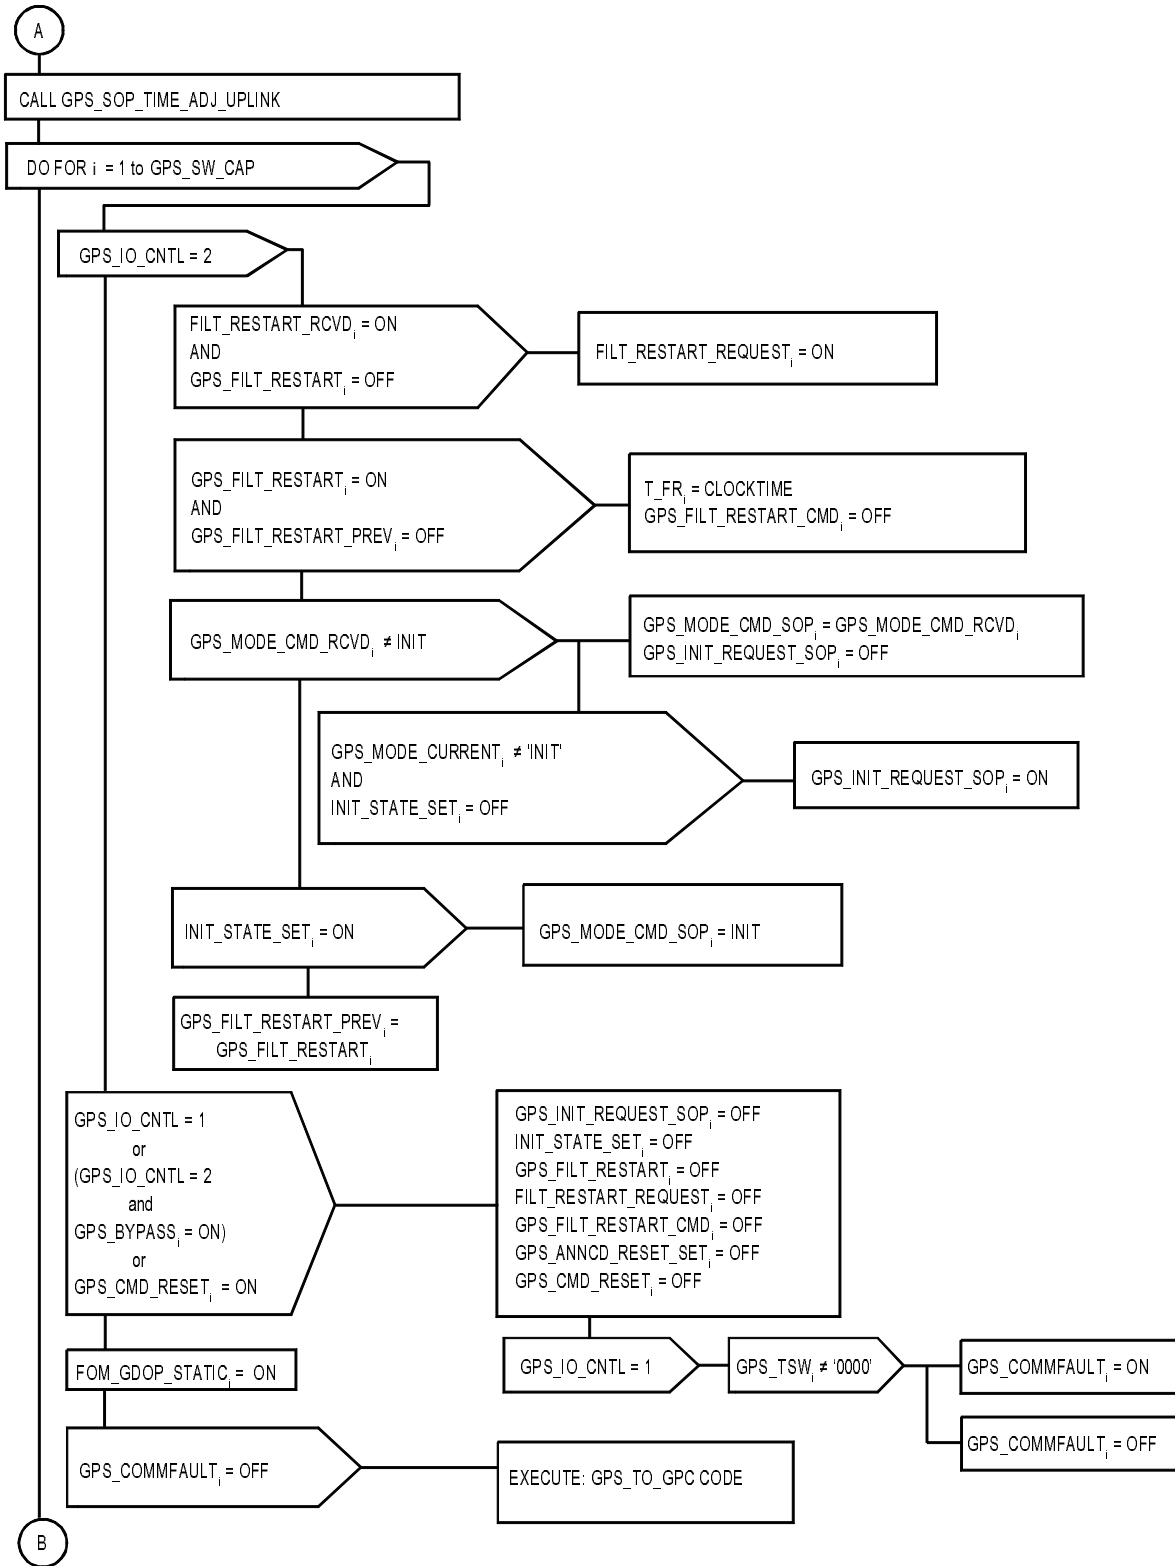 A
CALL GPS_SOP_TIME_ADJ_UPLINK
DO FOR i = 1 to GPS_SW_CAP
GPS_IO_CNTL = 2
FILT_RESTART_RCVDi = ON
AND
GPS_FILT_RESTARTi = OFF
FILT_RESTART_REQUESTi = ON
GPS_FILT_RESTARTi = ON
AND
GPS_FILT_RESTART_PREVi = OFF
T_FRi = CLOCKTIME
GPS_FILT_RESTART_CMDi = OFF
GPS_MODE_CMD_RCVDi ≠ INIT
GPS_MODE_CMD_SOPi = GPS_MODE_CMD_RCVDi
GPS_INIT_REQUEST_SOPi = OFF
GPS_MODE_CURRENTi ≠ 'INIT'
AND
INIT_STATE_SETi = OFF
GPS_INIT_REQUEST_SOPi = ON
INIT_STATE_SETi = ON
GPS_MODE_CMD_SOPi = INIT
GPS_FILT_RESTART_PREVi =
GPS_FILT_RESTARTi
GPS_IO_CNTL = 1
or
(GPS_IO_CNTL = 2
and
GPS_BYPASSi = ON)
or
GPS_CMD_RESETi = ON
GPS_INIT_REQUEST_SOPi = OFF
INIT_STATE_SETi = OFF
GPS_FILT_RESTARTi = OFF
FILT_RESTART_REQUESTi = OFF
GPS_FILT_RESTART_CMDi = OFF
GPS_ANNCD_RESET_SETi = OFF
GPS_CMD_RESETi = OFF
GPS_IO_CNTL = 1
GPS_TSWi ≠ '0000'
GPS_COMMFAULTi = ON
GPS_COMMFAULTi = OFF
FOM_GDOP_STATICi = ON
GPS_COMMFAULTi = OFF
EXECUTE: GPS_TO_GPC CODE
B